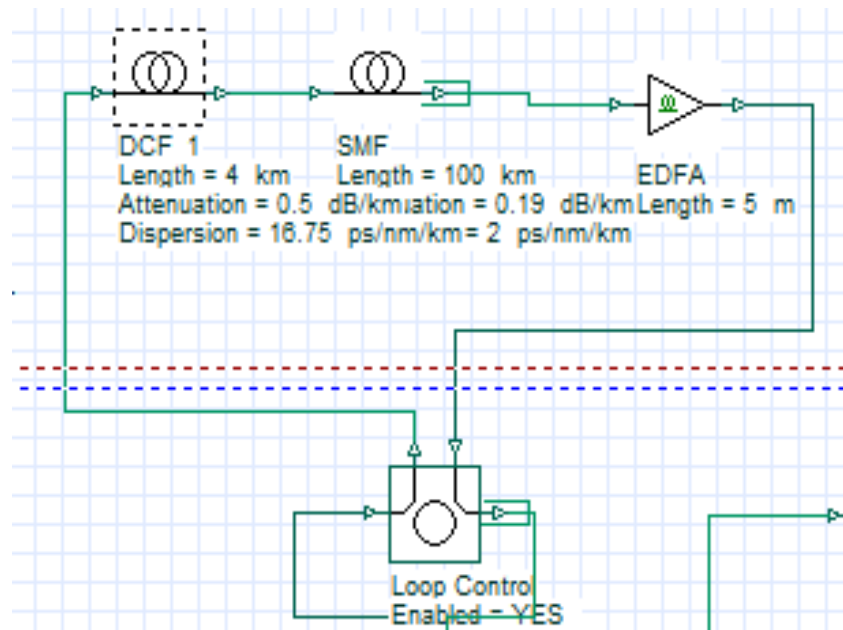 DCF 1
Length = 4 km
Attenuation = 0.5 dB/km
Dispersion = 16.75 ps/nm/km
SMF
Length = 100 km
uation = 0.19 dB/km
= 2 ps/nm/km
EDFA
Length = 5 m
Loop Control
Enabled = YES